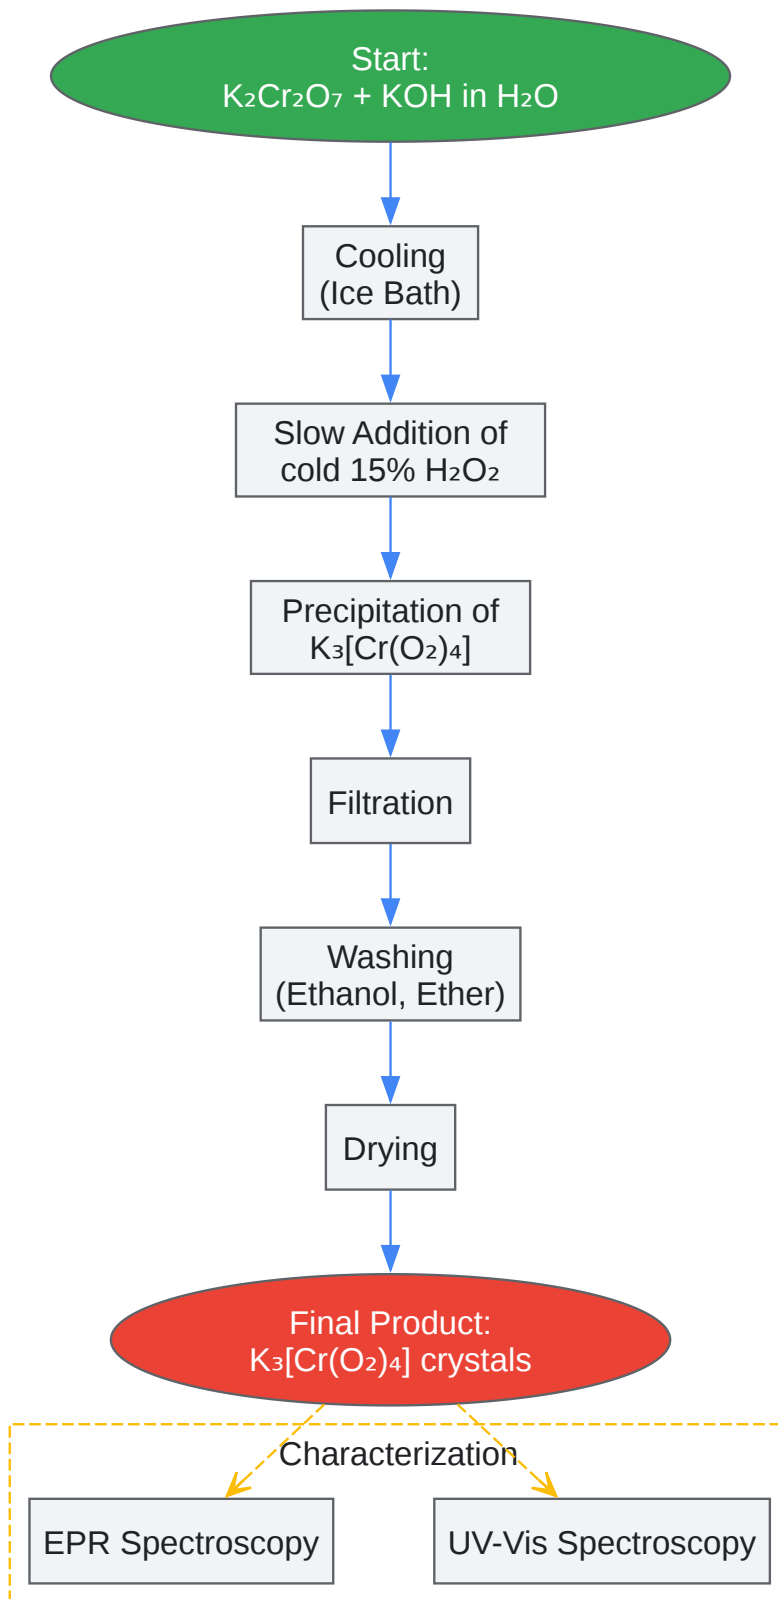 Start:
K₂Cr₂O₇ + KOH in H₂O
Cooling
(Ice Bath)
Slow Addition of
cold 15% H₂O₂
Precipitation of
K₃[Cr(O₂)₄]
Filtration
Washing
(Ethanol, Ether)
Drying
Final Product:
K₃[Cr(O₂)₄] crystals
Characterization
EPR Spectroscopy
UV-Vis Spectroscopy